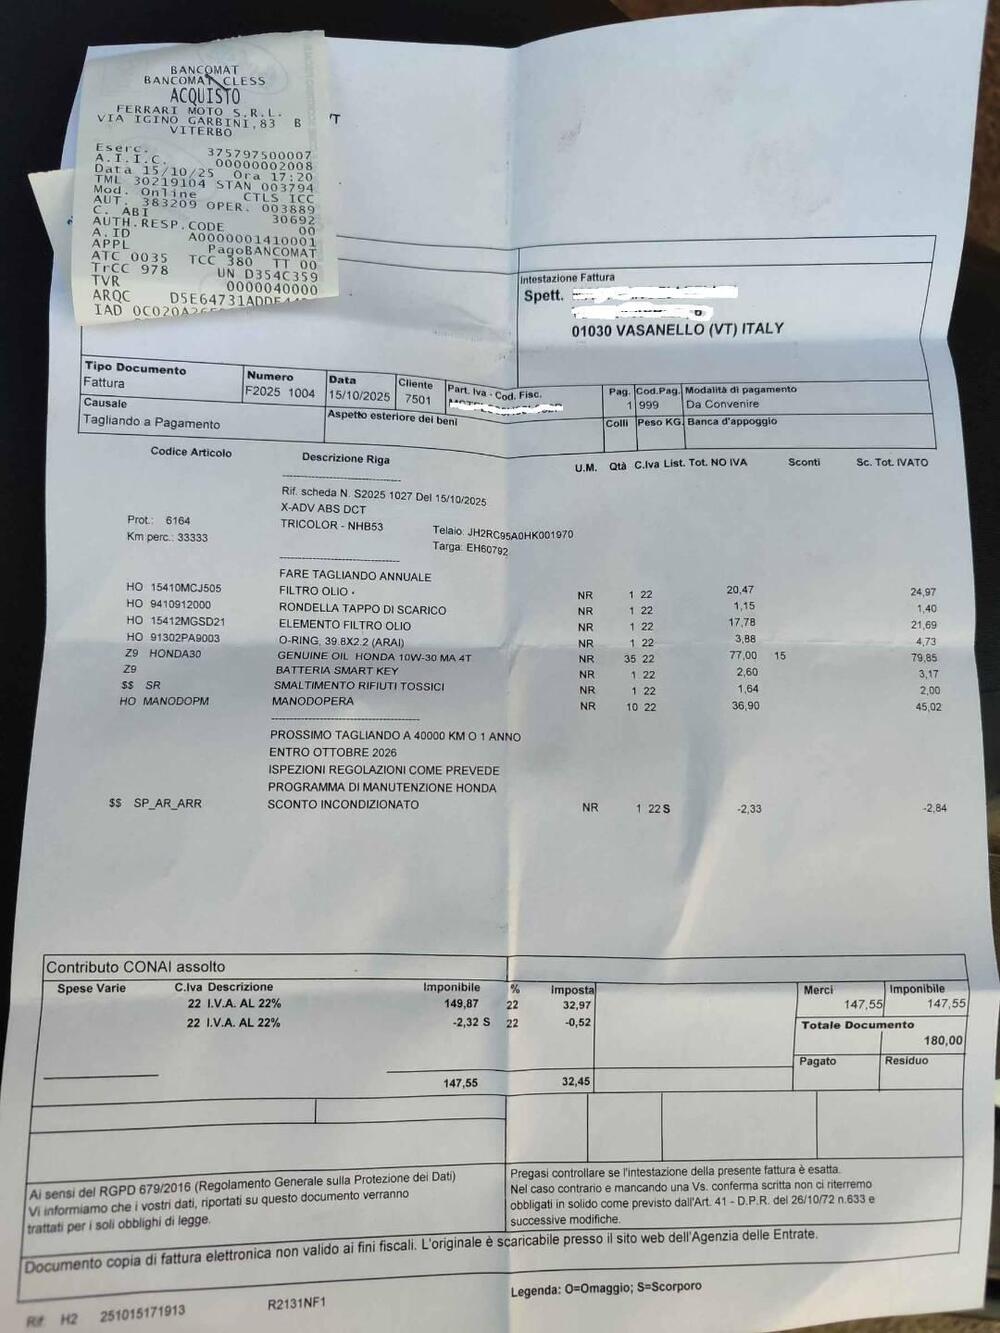 BANCOMAT
BANCOMAT CLESS
ACQUISTO
FERRARI MOTO S.R.L.
VIA IGINO GARBINI,83 B
VITERBO
Eserc. 375797500007
A.I.I.C. 00000002008
Data 15/10/25 Ora 17:20
TML 30219104 STAN 003794
Mod. Online CTLS ICC
AUT. 383209 OPER. 003889
C. ABI 30692
AUTH.RESP.CODE 00
A.ID A0000001410001
APPL PagoBANCOMAT
ATC 0035 TCC 380 TT 00
TrCC 978 UN D354C359
TVR 0000040000
ARQC
IAD
Intestazione Fattura
Spett.
01030 VASANELLO (VT) ITALY
Tipo Documento Numero Data Cliente Part. Iva - Cod. Fisc. Pag. Cod.Pag. Modalità di pagamento
Fattura F2025 1004 15/10/2025 7501 1 999 Da Convenire
Causale Aspetto esteriore dei beni Colli Peso KG. Banca d'appoggio
Tagliando a Pagamento
Codice Articolo Descrizione Riga U.M. Qtà C.Iva List. Tot. NO IVA Sconti Sc. Tot. IVATO
Rif. scheda N. S2025 1027 Del 15/10/2025
X-ADV ABS DCT
Prot.: 6164 TRICOLOR - NHB53 Telaio: JH2RC95A0HK001970
Km perc.: 33333 Targa: EH60792
FARE TAGLIANDO ANNUALE
HO 15410MCJ505 FILTRO OLIO NR 1 22 20,47 24,97
HO 9410912000 RONDELLA TAPPO DI SCARICO NR 1 22 1,15 1,40
HO 15412MGSD21 ELEMENTO FILTRO OLIO NR 1 22 17,78 21,69
HO 91302PA9003 O-RING, 39.8X2.2 (ARAI) NR 1 22 3,88 4,73
Z9 HONDA30 GENUINE OIL HONDA 10W-30 MA 4T NR 35 22 77,00 15 79,85
Z9 BATTERIA SMART KEY NR 1 22 2,60 3,17
$$ SR SMALTIMENTO RIFIUTI TOSSICI NR 1 22 1,64 2,00
HO MANODOPM MANODOPERA NR 10 22 36,90 45,02
PROSSIMO TAGLIANDO A 40000 KM O 1 ANNO
ENTRO OTTOBRE 2026
ISPEZIONI REGOLAZIONI COME PREVEDE
PROGRAMMA DI MANUTENZIONE HONDA
$$ SP_AR_ARR SCONTO INCONDIZIONATO NR 1 22 S -2,33 -2,84
Contributo CONAI assolto
Spese Varie C.Iva Descrizione Imponibile % Imposta Merci Imponibile
22 I.V.A. AL 22% 149,87 22 32,97 147,55 147,55
22 I.V.A. AL 22% -2,32 S 22 -0,52 Totale Documento
180,00
Pagato Residuo
147,55 32,45
Ai sensi del RGPD 679/2016 (Regolamento Generale sulla Protezione dei Dati)
Vi informiamo che i vostri dati, riportati su questo documento verranno
trattati per i soli obblighi di legge.
Pregasi controllare se l'intestazione della presente fattura è esatta.
Nel caso contrario e mancando una Vs. conferma scritta non ci riterremo
obbligati in solido come previsto dall'Art. 41 - D.P.R. del 26/10/72 n.633 e
successive modifiche.
Documento copia di fattura elettronica non valido ai fini fiscali. L'originale è scaricabile presso il sito web dell'Agenzia delle Entrate.
Rif H2 251015171913 R2131NF1 Legenda: O=Omaggio; S=Scorporo